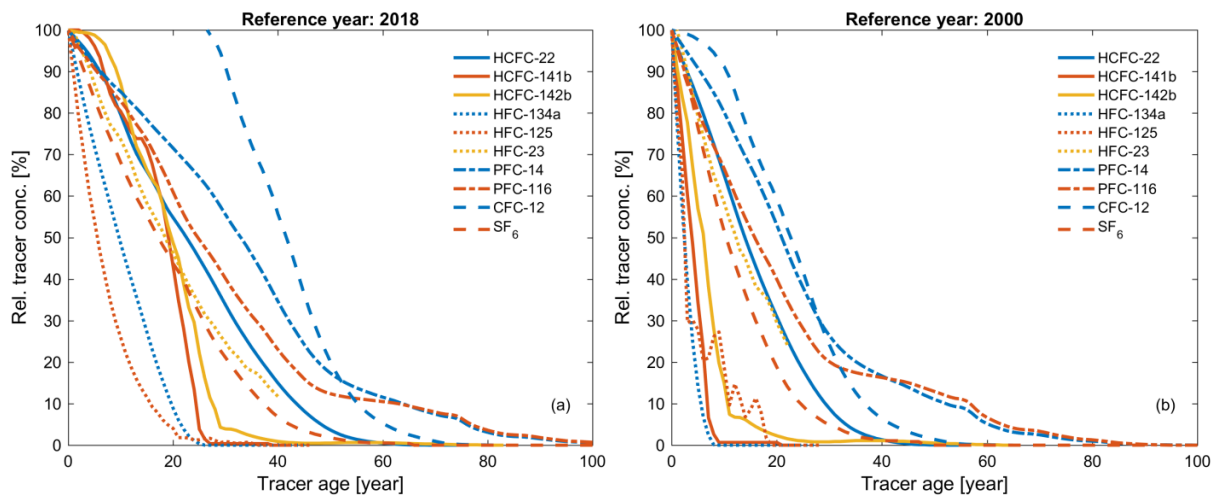 Reference year: 2018
100
90
80
70
60
50
40
30
20
10
0
Rel. tracer conc. [%]
HCFC-22
HCFC-141b
HCFC-142b
HFC-134a
HFC-125
HFC-23
PFC-14
PFC-116
CFC-12
SF6
(a)
0 20 40 60 80 100
Tracer age [year]
Reference year: 2000
100
90
80
70
60
50
40
30
20
10
0
Rel. tracer conc. [%]
HCFC-22
HCFC-141b
HCFC-142b
HFC-134a
HFC-125
HFC-23
PFC-14
PFC-116
CFC-12
SF6
(b)
0 20 40 60 80 100
Tracer age [year]